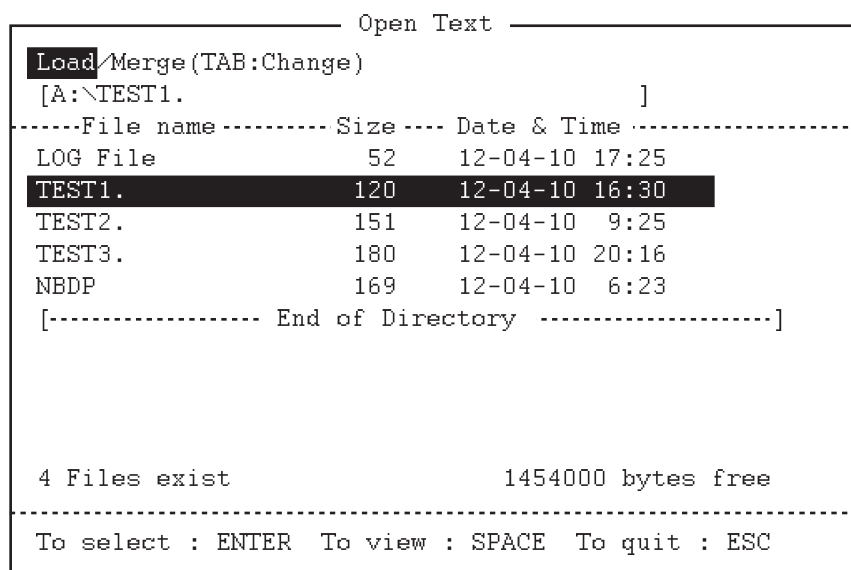 Open Text
Load/Merge(TAB:Change)
[A:\TEST1. ]
File name Size Date & Time
LOG File 52 12-04-10 17:25
TEST1. 120 12-04-10 16:30
TEST2. 151 12-04-10 9:25
TEST3. 180 12-04-10 20:16
NBDP 169 12-04-10 6:23
[------------------- End of Directory ---------------------]
4 Files exist 1454000 bytes free
To select : ENTER To view : SPACE To quit : ESC